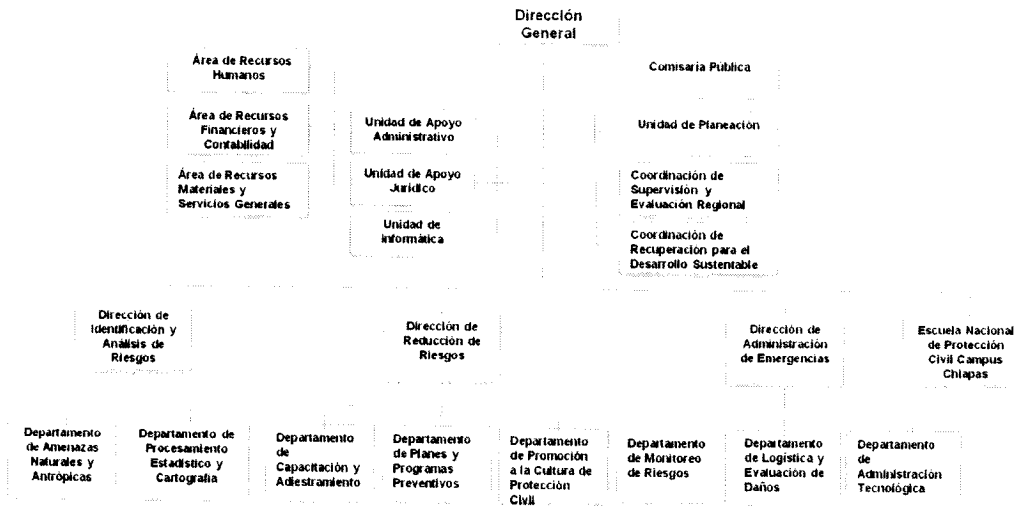 Dirección
General
Área de Recursos
Humanos
Área de Recursos
Financieros y
Contabilidad
Área de Recursos
Materiales y
Servicios Generales
Unidad de Apoyo
Administrativo
Unidad de Apoyo
Jurídico
Unidad de
informática
Comisaria Pública
Unidad de Planeación
Coordinación de
Supervisión y
Evaluación Regional
Coordinación de
Recuperación para el
Desarrollo Sustentable
Dirección de
Identificación y
Análisis de
Riesgos
Dirección de
Reducción de
Riesgos
Dirección de
Administración
de Emergencias
Escuela Nacional
de Protección
Civil Campus
Chiapas
Departamento
de Amenazas
Naturales y
Antrópicas
Departamento de
Procesamiento
Estadístico y
Cartografía
Departamento
de
Capacitación y
Adiestramiento
Departamento
de Planes y
Programas
Preventivos
Departamento
de Promoción
a la Cultura de
Protección
Civil
Departamento
de Monitoreo
de Riesgos
Departamento
de Logística y
Evaluación de
Daños
Departamento
de
Administración
Tecnológica